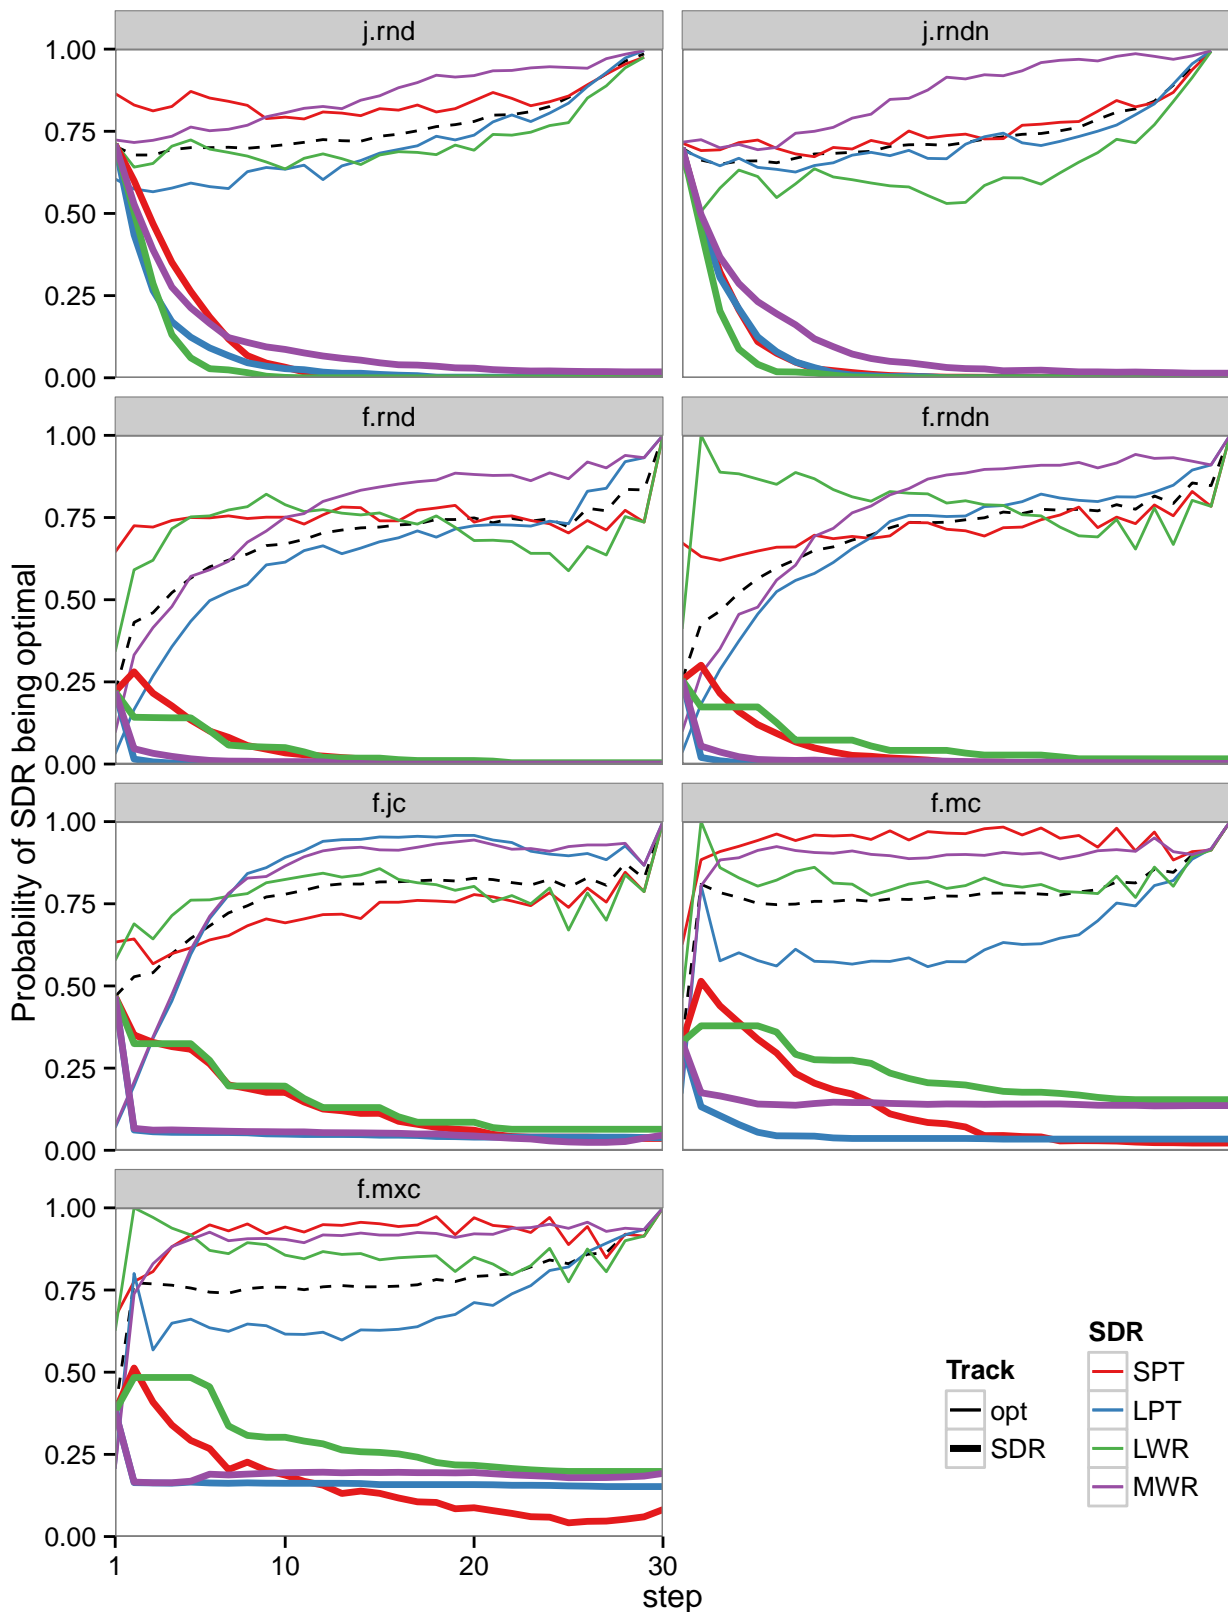 j.rnd
j.rndn
1.00
0.75
0.50
0.25
0.00
f.rnd
f.rndn
1.00
0.75
0.50
0.25
0.00
f.jc
f.mc
1.00
0.75
0.50
0.25
0.00
f.mxc
1.00
0.75
0.50
0.25
0.00
1
10
20
30
step
Probability of SDR being optimal
Track
opt
SDR
SDR
SPT
LPT
LWR
MWR